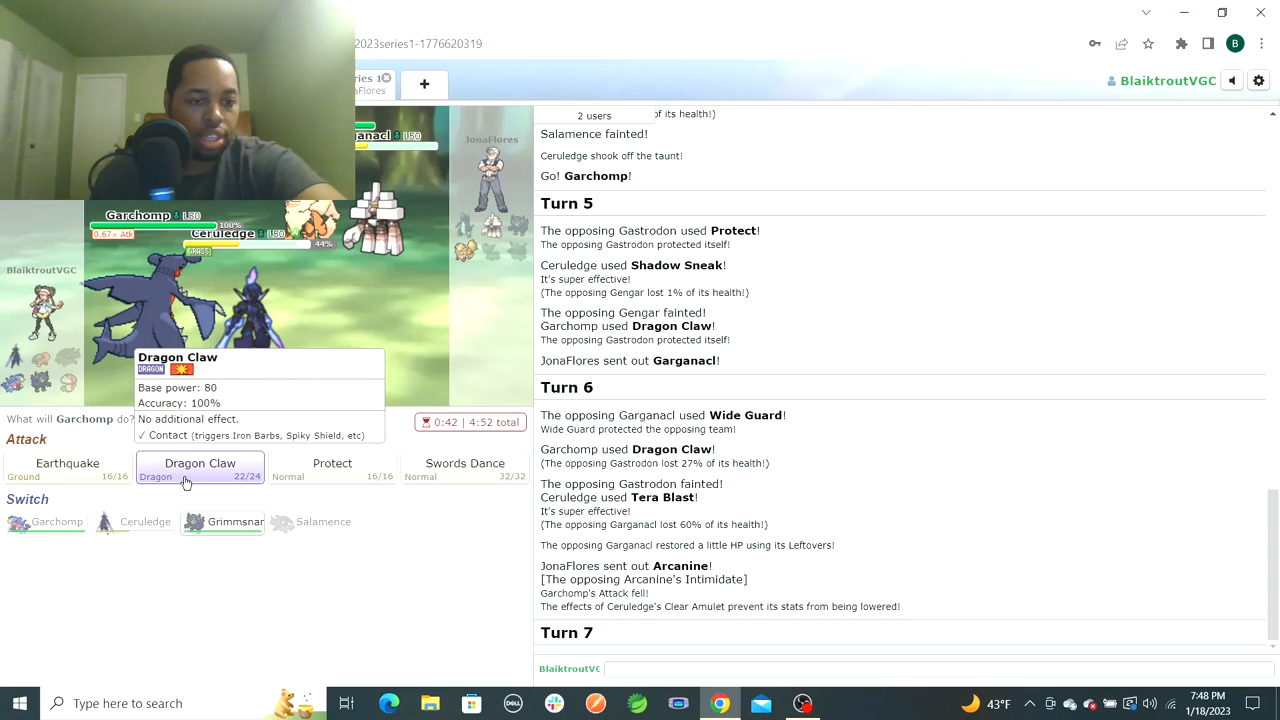 2023series1-1776620319
B
ries 1
aFlores
+
BlaiktroutVGC
2 users
of its health!)
Salamence fainted!
Ceruledge shook off the taunt!
Go! Garchomp!
Turn 5
The opposing Gastrodon used Protect!
The opposing Gastrodon protected itself!
Ceruledge used Shadow Sneak!
It's super effective!
(The opposing Gengar lost 1% of its health!)
The opposing Gengar fainted!
Garchomp used Dragon Claw!
The opposing Gastrodon protected itself!
JonaFlores sent out Garganacl!
Turn 6
The opposing Garganacl used Wide Guard!
Wide Guard protected the opposing team!
Garchomp used Dragon Claw!
(The opposing Gastrodon lost 27% of its health!)
The opposing Gastrodon fainted!
Ceruledge used Tera Blast!
It's super effective!
(The opposing Garganacl lost 60% of its health!)
The opposing Garganacl restored a little HP using its Leftovers!
JonaFlores sent out Arcanine!
[The opposing Arcanine's Intimidate]
Garchomp's Attack fell!
The effects of Ceruledge's Clear Amulet prevent its stats from being lowered!
Turn 7
BlaiktroutVC
ganacl L50
JonaFlores
Garchomp L50
100%
0.67× Atk
Ceruledge L50
44%
GRASS
BlaiktroutVGC
Dragon Claw
DRAGON
Base power: 80
Accuracy: 100%
No additional effect.
✓ Contact (triggers Iron Barbs, Spiky Shield, etc)
What will Garchomp do?
0:42 | 4:52 total
Attack
Earthquake
Ground 16/16
Dragon Claw
Dragon 22/24
Protect
Normal 16/16
Swords Dance
Normal 32/32
Switch
Garchomp
Ceruledge
Grimmsnar
Salamence
Type here to search
DELL
43°F
7:48 PM
1/18/2023